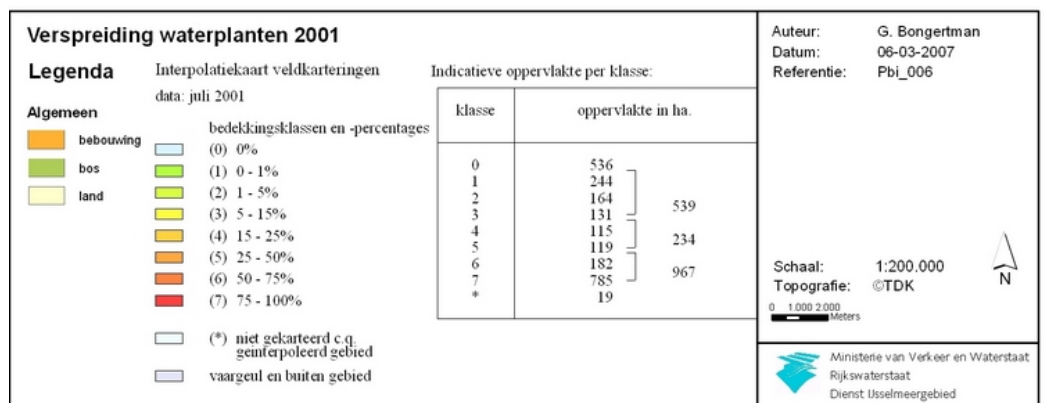 Verspreiding waterplanten 2001
Legenda
Algemeen
bebouwing
bos
land
Interpolatiekaart veldkarteringen
data: juli 2001
bedekkingsklassen en -percentages
(0) 0%
(1) 0 - 1%
(2) 1 - 5%
(3) 5 - 15%
(4) 15 - 25%
(5) 25 - 50%
(6) 50 - 75%
(7) 75 - 100%
(*) niet gekarteerd c.q.
geinterpoleerd gebied
vaargeul en buiten gebied
Indicatieve oppervlakte per klasse:
klasse oppervlakte in ha.
0 536
1 244
2 164
3 131
539
4 115
5 119
234
6 182
7 785
967
* 19
Auteur: G. Bongertman
Datum: 06-03-2007
Referentie: Pbi_006
Schaal: 1:200.000
Topografie: ©TDK
N
0 1.000 2.000
Meters
Ministerie van Verkeer en Waterstaat
Rijkswaterstaat
Dienst IJsselmeergebied